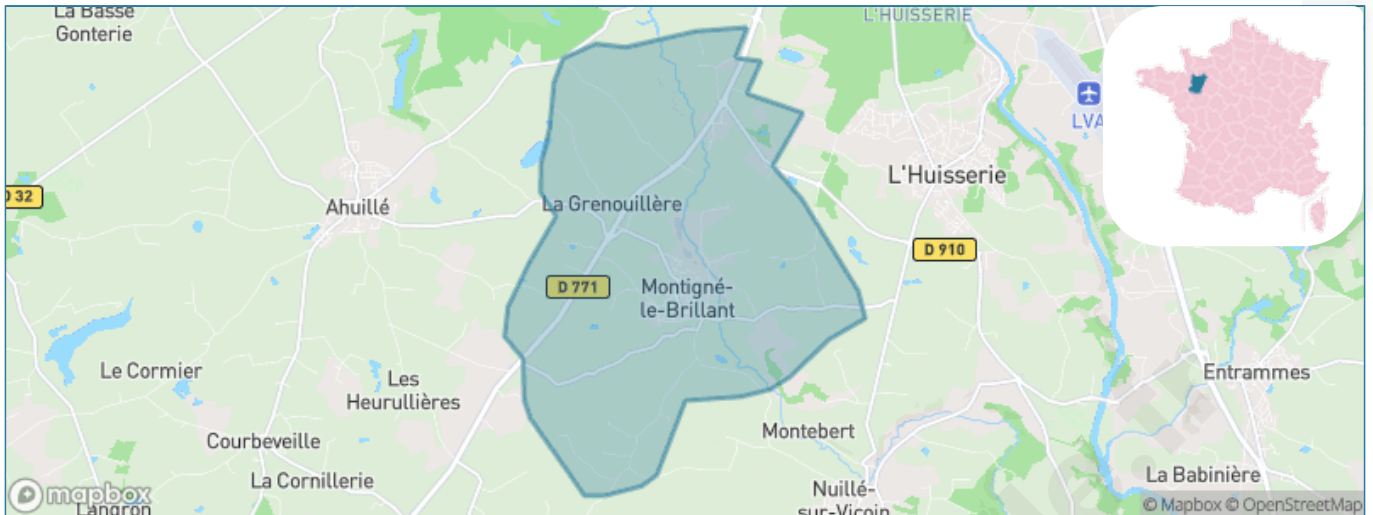 La Basse
Gonterie
L'HUISSERIE
LVA
D 32
Ahuillé
La Grenouillère
L'Huisserie
D 910
D 771
Montigné-
le-Brillant
Le Cormier
Les
Heurullières
Entrammes
Courbeveille
Montebert
La Cornillerie
La Babinière
Nuillé-
sur-Vicoin
mapbox
Langron
© Mapbox © OpenStreetMap